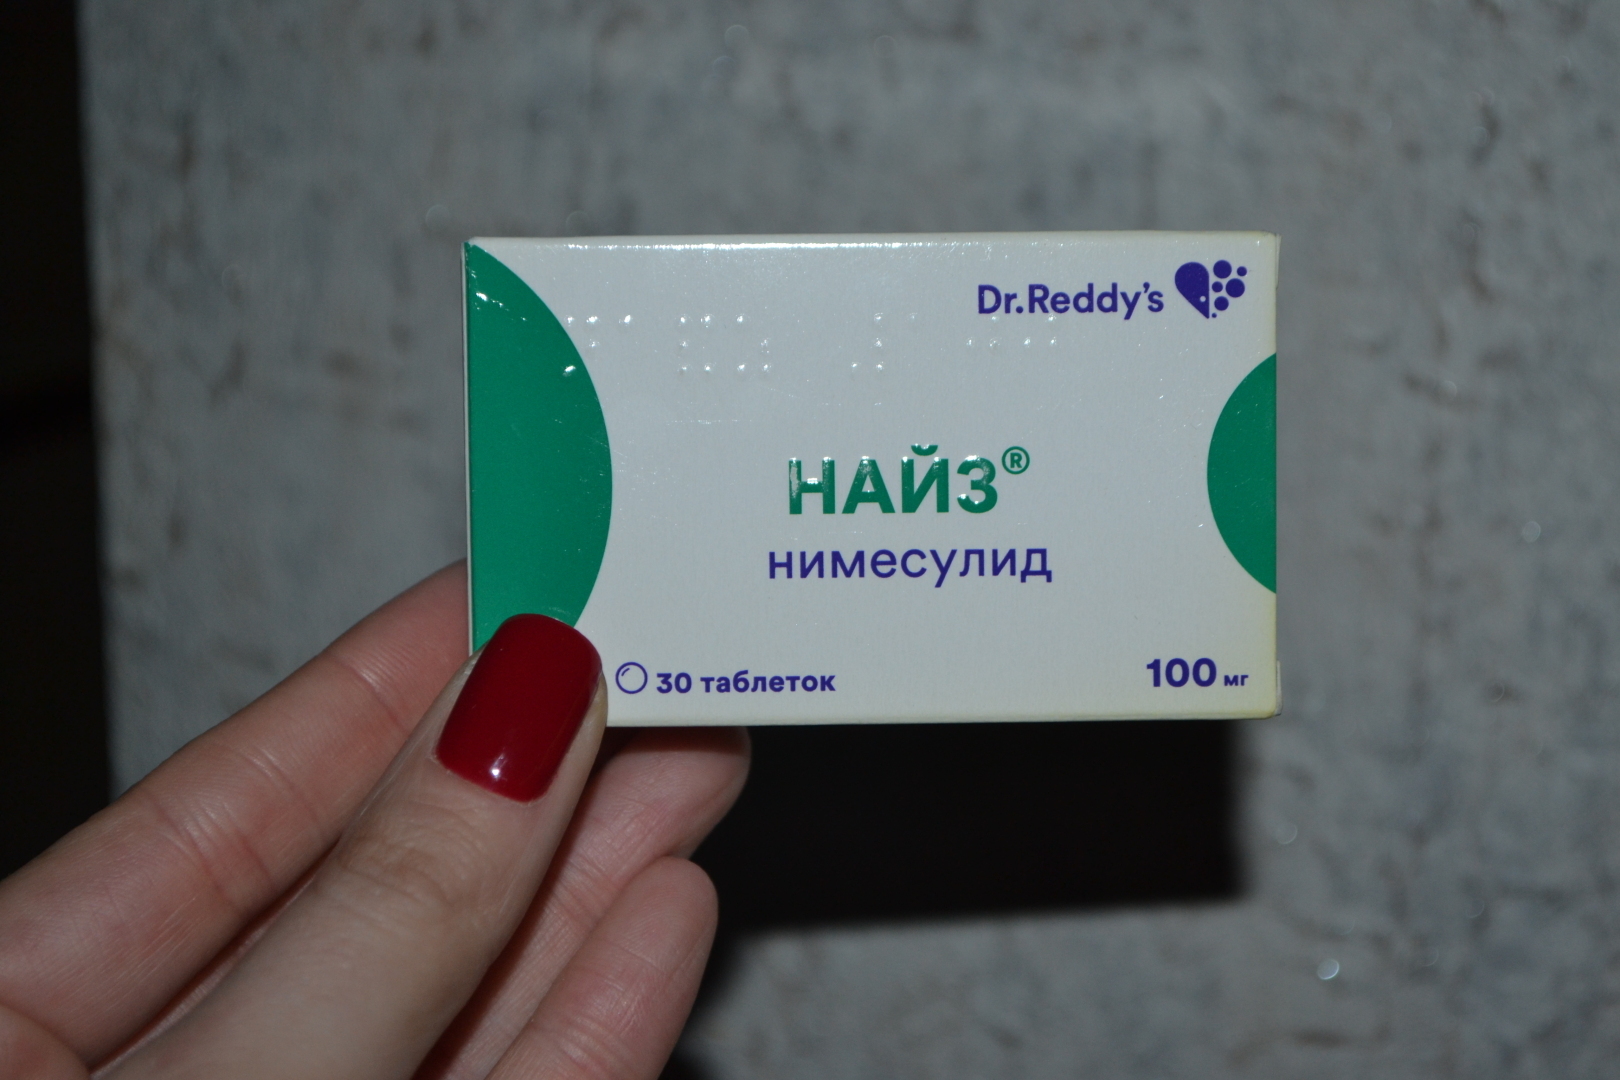 Dr.Reddy's
НАЙЗ®
нимесулид
30 таблеток
100 мг